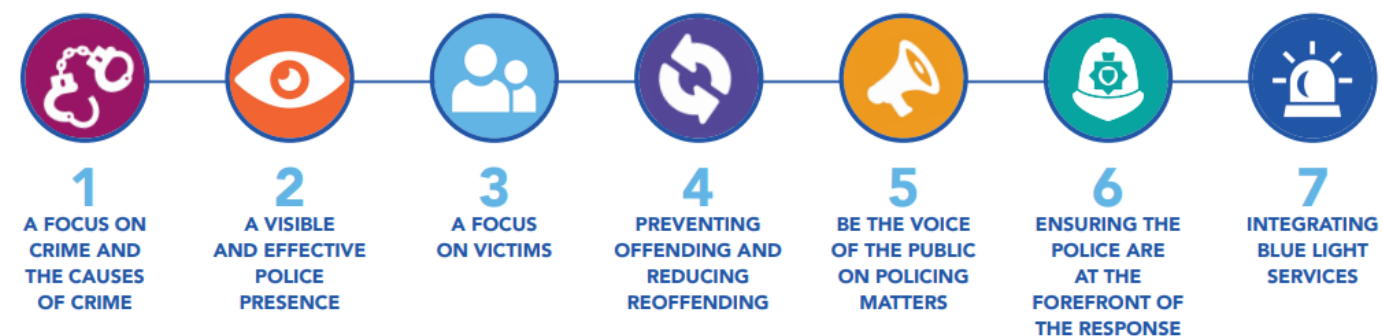 1
A FOCUS ON
CRIME AND
THE CAUSES
OF CRIME
2
A VISIBLE
AND EFFECTIVE
POLICE
PRESENCE
3
A FOCUS
ON VICTIMS
4
PREVENTING
OFFENDING AND
REDUCING
REOFFENDING
5
BE THE VOICE
OF THE PUBLIC
ON POLICING
MATTERS
6
ENSURING THE
POLICE ARE
AT THE
FOREFRONT OF
THE RESPONSE
7
INTEGRATING
BLUE LIGHT
SERVICES